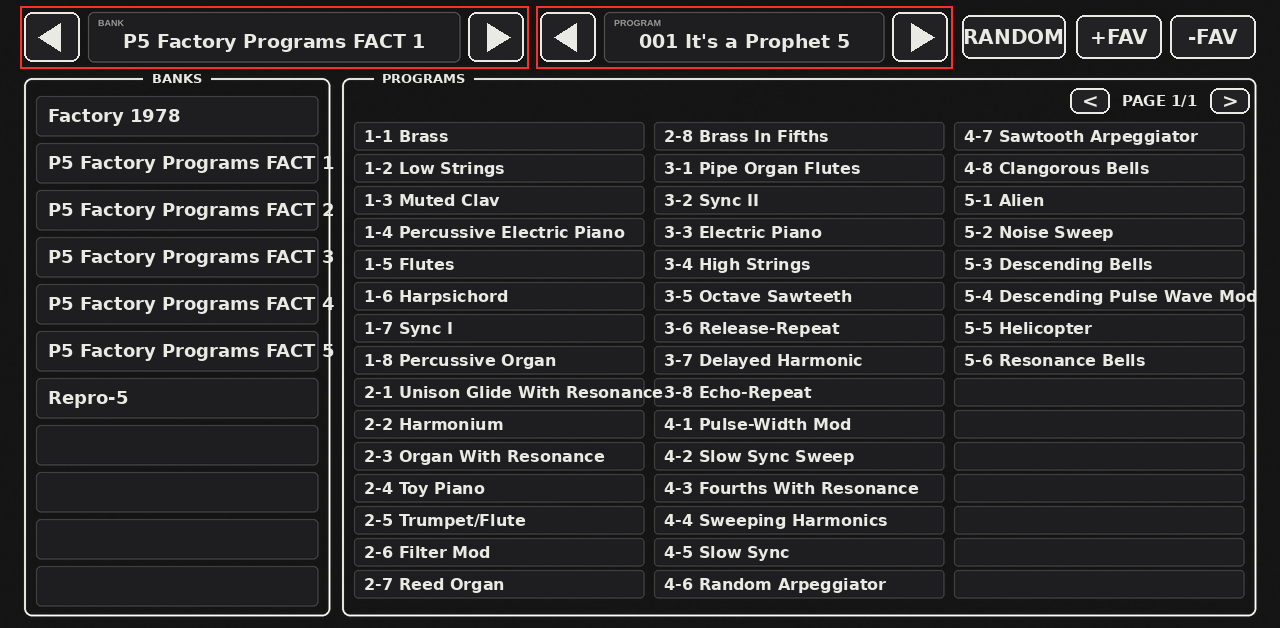 BANK
P5 Factory Programs FACT 1
PROGRAM
001 It's a Prophet 5
RANDOM
+FAV
-FAV
BANKS
Factory 1978
P5 Factory Programs FACT 1
P5 Factory Programs FACT 2
P5 Factory Programs FACT 3
P5 Factory Programs FACT 4
P5 Factory Programs FACT 5
Repro-5
PROGRAMS
< PAGE 1/1 >
1-1 Brass
1-2 Low Strings
1-3 Muted Clav
1-4 Percussive Electric Piano
1-5 Flutes
1-6 Harpsichord
1-7 Sync I
1-8 Percussive Organ
2-1 Unison Glide With Resonance
2-2 Harmonium
2-3 Organ With Resonance
2-4 Toy Piano
2-5 Trumpet/Flute
2-6 Filter Mod
2-7 Reed Organ
2-8 Brass In Fifths
3-1 Pipe Organ Flutes
3-2 Sync II
3-3 Electric Piano
3-4 High Strings
3-5 Octave Sawteeth
3-6 Release-Repeat
3-7 Delayed Harmonic
3-8 Echo-Repeat
4-1 Pulse-Width Mod
4-2 Slow Sync Sweep
4-3 Fourths With Resonance
4-4 Sweeping Harmonics
4-5 Slow Sync
4-6 Random Arpeggiator
4-7 Sawtooth Arpeggiator
4-8 Clangorous Bells
5-1 Alien
5-2 Noise Sweep
5-3 Descending Bells
5-4 Descending Pulse Wave Mod
5-5 Helicopter
5-6 Resonance Bells